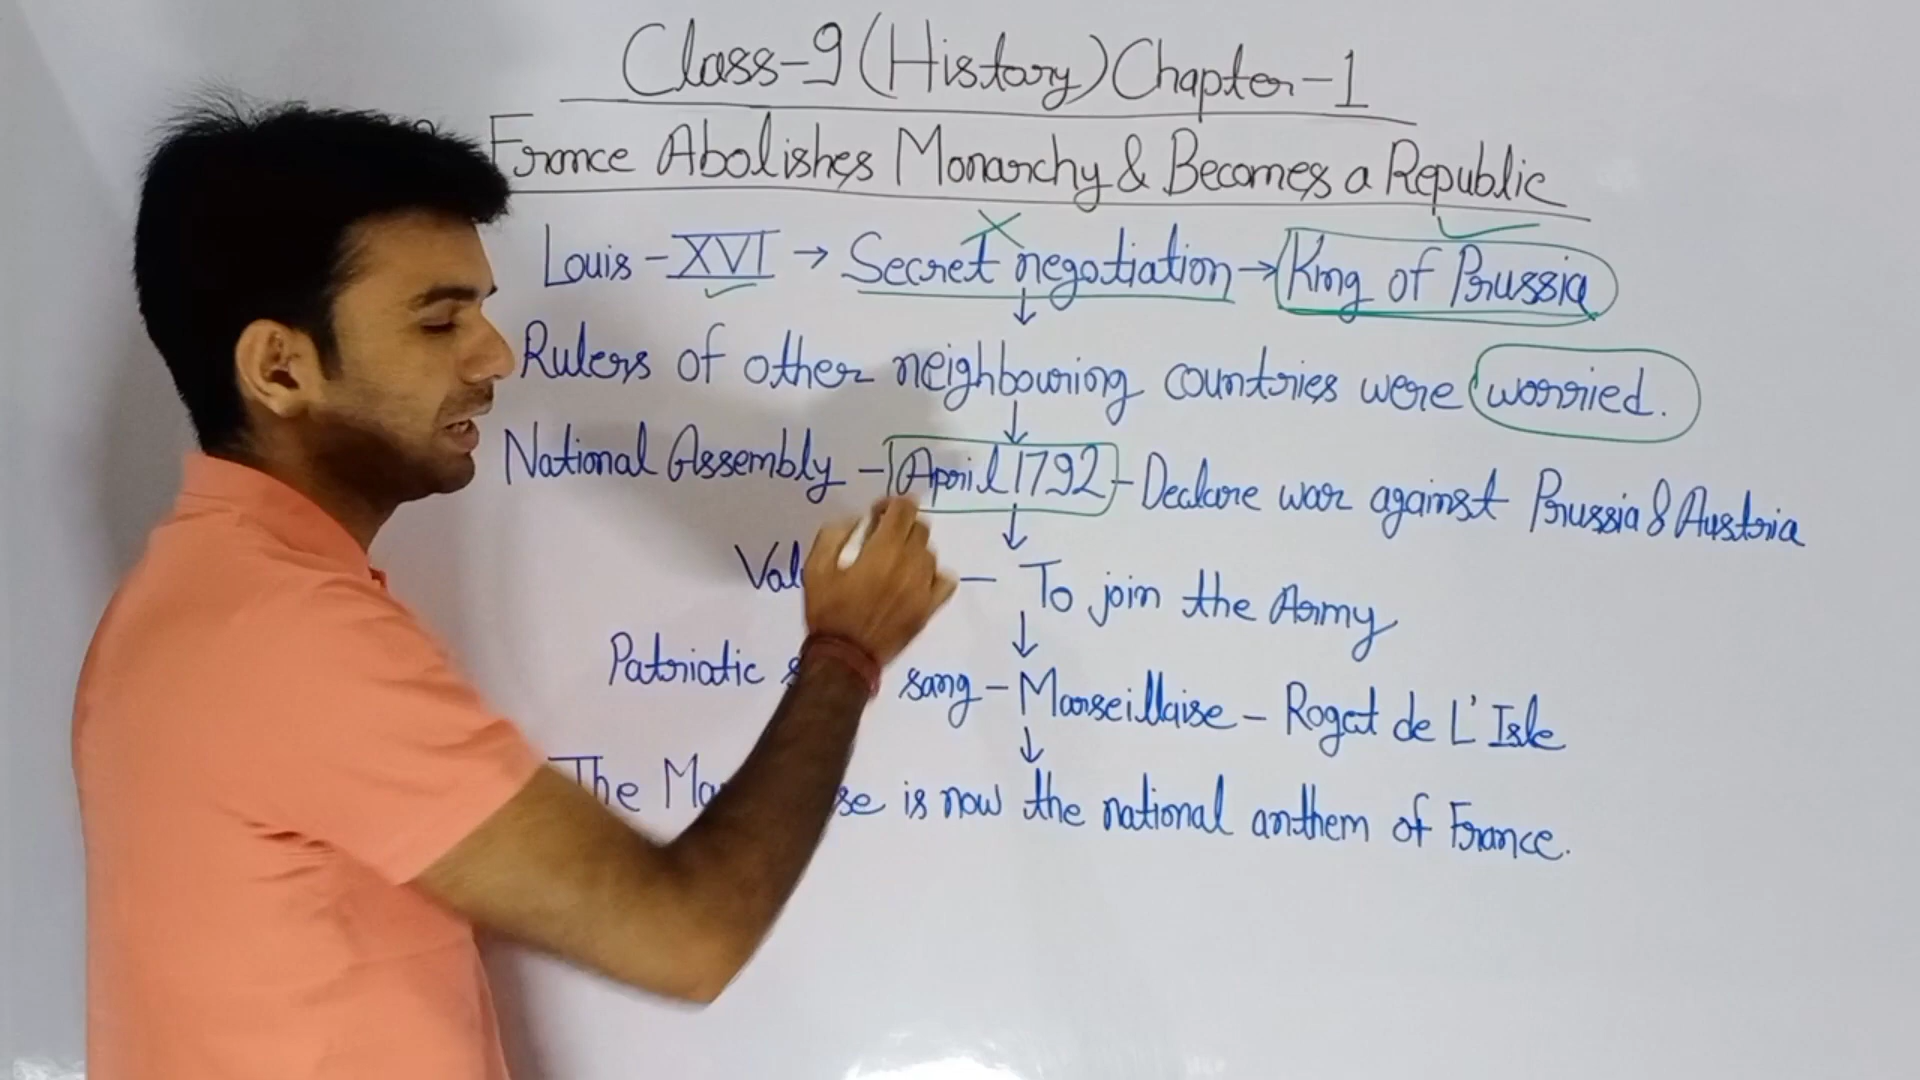 Class-9 (History) Chapter-1
France Abolishes Monarchy & Becomes a Republic
Louis-XVI → Secret negotiation → King of Prussia
Rulers of other neighbouring countries were worried.
National Assembly - April 1792 - Declare war against Prussia & Austria
— To join the Army
Patriotic sang - Marseillaise - Roget de L'Isle
The is now the national anthem of France.